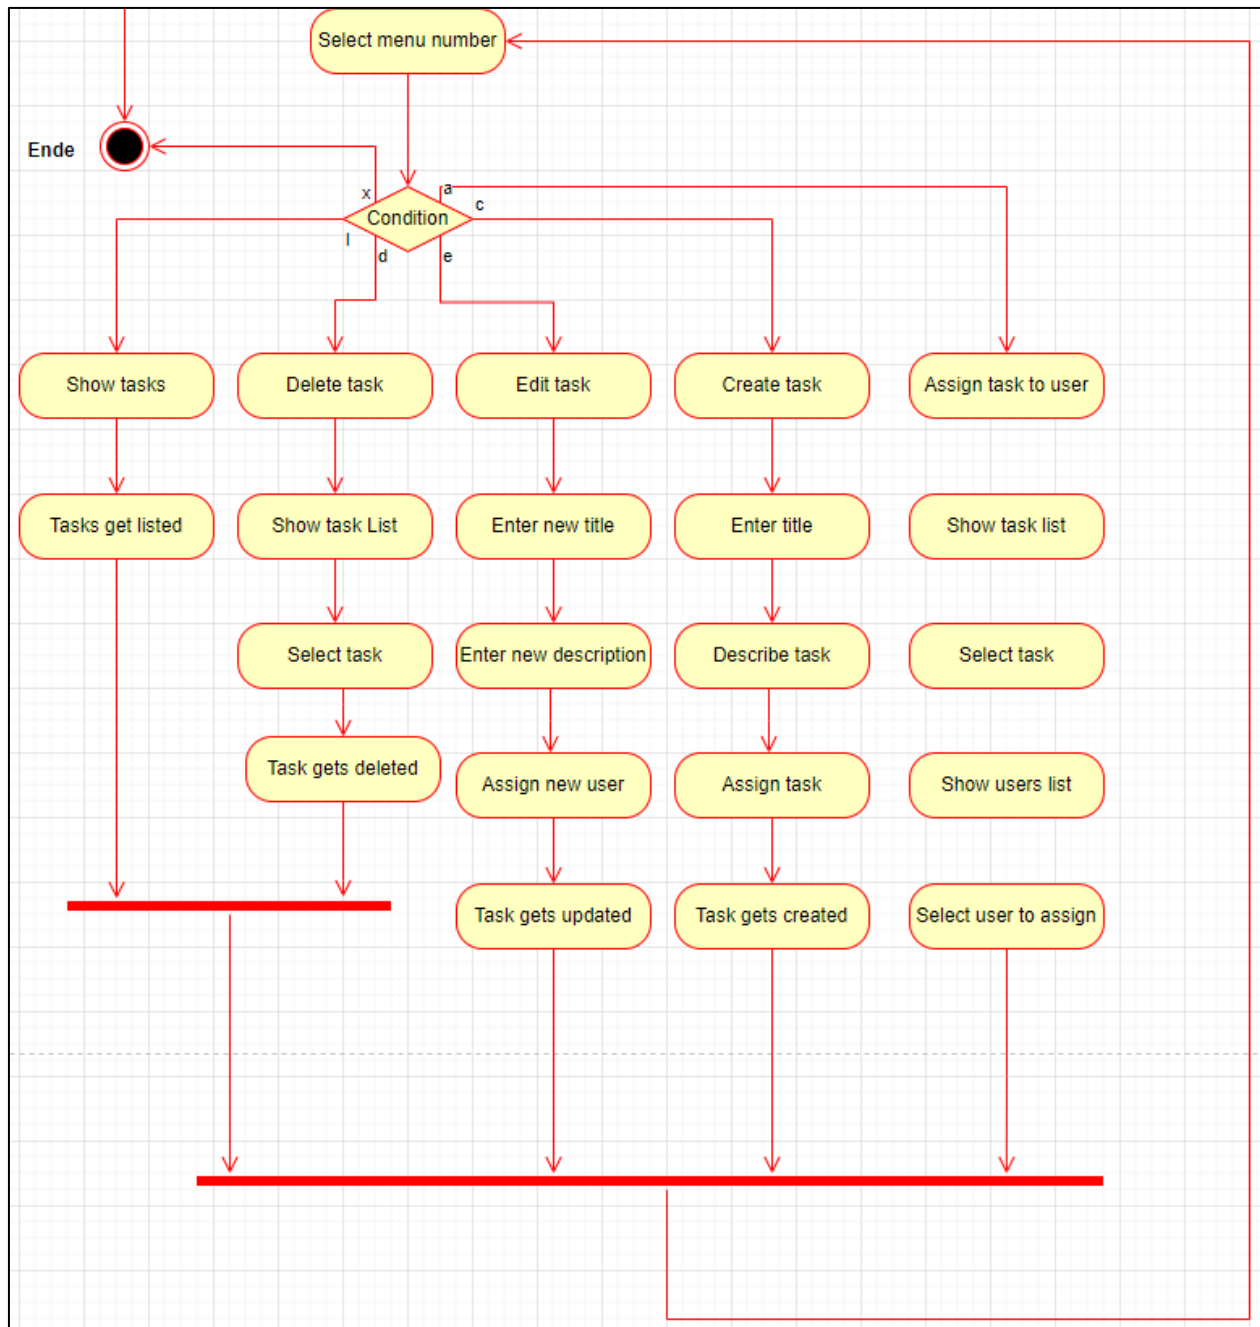 Select menu number
Ende
x
a
Condition
c
l
d
e
Show tasks
Delete task
Edit task
Create task
Assign task to user
Tasks get listed
Show task List
Enter new title
Enter title
Show task list
Select task
Enter new description
Describe task
Select task
Task gets deleted
Assign new user
Assign task
Show users list
Task gets updated
Task gets created
Select user to assign